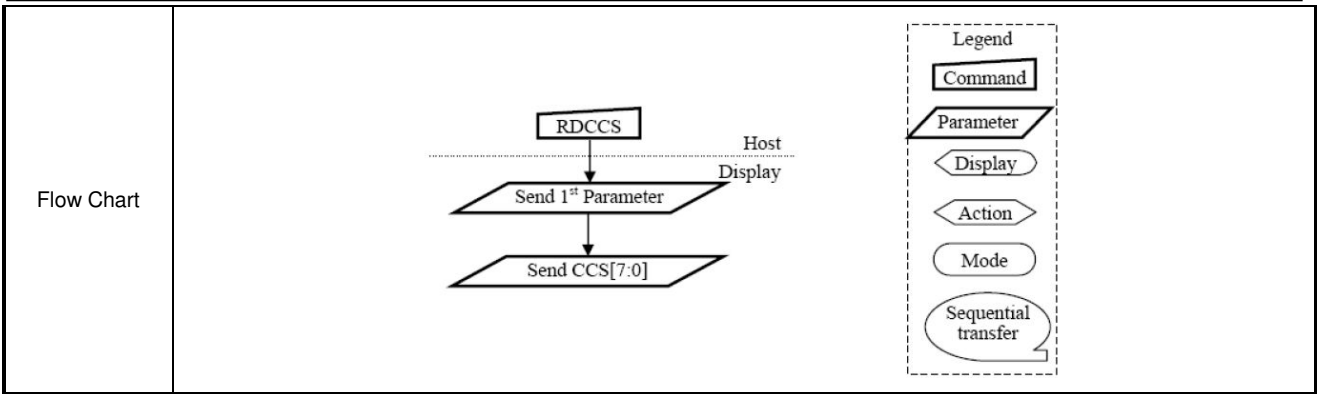 Flow Chart
RDCCS
Host
Display
Send 1st Parameter
Send CCS[7:0]
Legend
Command
Parameter
Display
Action
Mode
Sequential
transfer